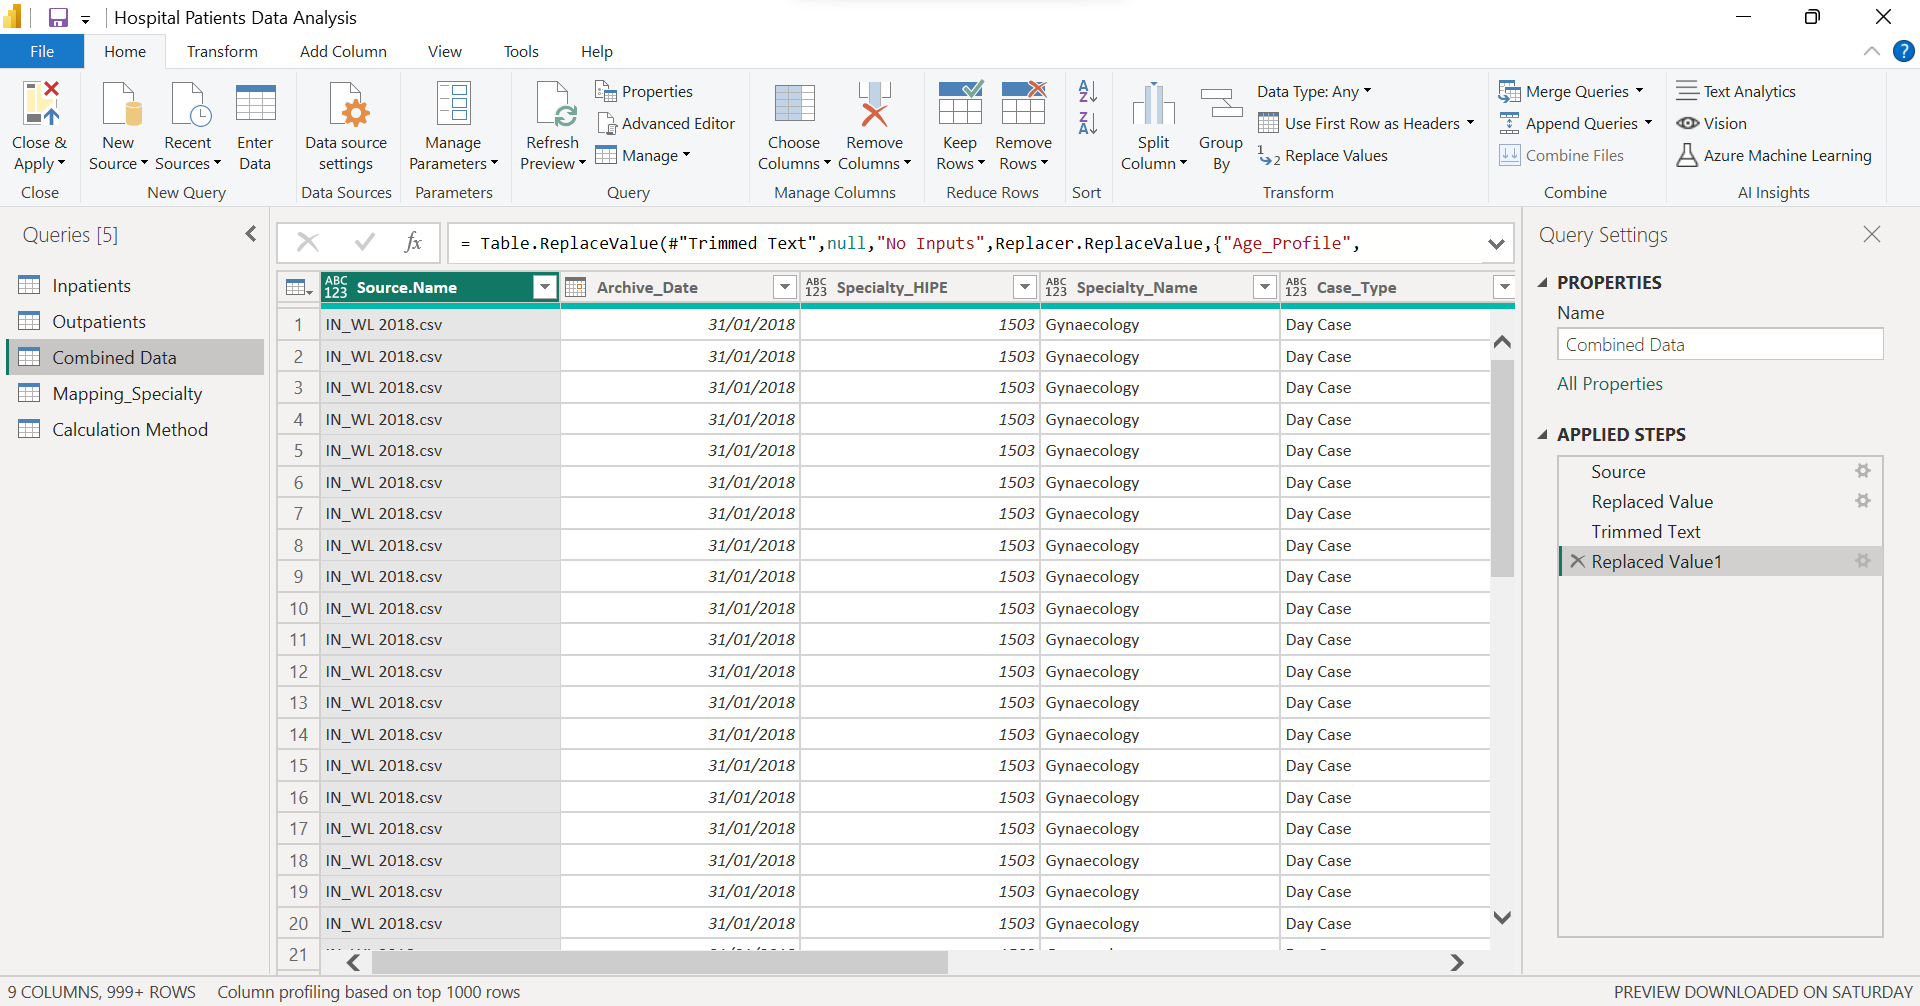 Hospital Patients Data Analysis
File Home Transform Add Column View Tools Help
Close & Apply
Close
New Source
Recent Sources
Enter Data
New Query
Data source settings
Data Sources
Manage Parameters
Parameters
Refresh Preview
Properties
Advanced Editor
Manage
Query
Choose Columns
Remove Columns
Manage Columns
Keep Rows
Remove Rows
Reduce Rows
A Z
Z A
Sort
Split Column
Group By
Data Type: Any
Use First Row as Headers
1 2 Replace Values
Transform
Merge Queries
Append Queries
Combine Files
Combine
Text Analytics
Vision
Azure Machine Learning
AI Insights
?
Queries [5]
Inpatients
Outpatients
Combined Data
Mapping_Specialty
Calculation Method
fx
= Table.ReplaceValue(#"Trimmed Text",null,"No Inputs",Replacer.ReplaceValue,{"Age_Profile",
ABC 123 Source.Name Archive_Date ABC 123 Specialty_HIPE ABC 123 Specialty_Name ABC 123 Case_Type
1 IN_WL 2018.csv 31/01/2018 1503 Gynaecology Day Case
2 IN_WL 2018.csv 31/01/2018 1503 Gynaecology Day Case
3 IN_WL 2018.csv 31/01/2018 1503 Gynaecology Day Case
4 IN_WL 2018.csv 31/01/2018 1503 Gynaecology Day Case
5 IN_WL 2018.csv 31/01/2018 1503 Gynaecology Day Case
6 IN_WL 2018.csv 31/01/2018 1503 Gynaecology Day Case
7 IN_WL 2018.csv 31/01/2018 1503 Gynaecology Day Case
8 IN_WL 2018.csv 31/01/2018 1503 Gynaecology Day Case
9 IN_WL 2018.csv 31/01/2018 1503 Gynaecology Day Case
10 IN_WL 2018.csv 31/01/2018 1503 Gynaecology Day Case
11 IN_WL 2018.csv 31/01/2018 1503 Gynaecology Day Case
12 IN_WL 2018.csv 31/01/2018 1503 Gynaecology Day Case
13 IN_WL 2018.csv 31/01/2018 1503 Gynaecology Day Case
14 IN_WL 2018.csv 31/01/2018 1503 Gynaecology Day Case
15 IN_WL 2018.csv 31/01/2018 1503 Gynaecology Day Case
16 IN_WL 2018.csv 31/01/2018 1503 Gynaecology Day Case
17 IN_WL 2018.csv 31/01/2018 1503 Gynaecology Day Case
18 IN_WL 2018.csv 31/01/2018 1503 Gynaecology Day Case
19 IN_WL 2018.csv 31/01/2018 1503 Gynaecology Day Case
20 IN_WL 2018.csv 31/01/2018 1503 Gynaecology Day Case
21
Query Settings
PROPERTIES
Name
Combined Data
All Properties
APPLIED STEPS
Source
Replaced Value
Trimmed Text
Replaced Value1
9 COLUMNS, 999+ ROWS Column profiling based on top 1000 rows
PREVIEW DOWNLOADED ON SATURDAY